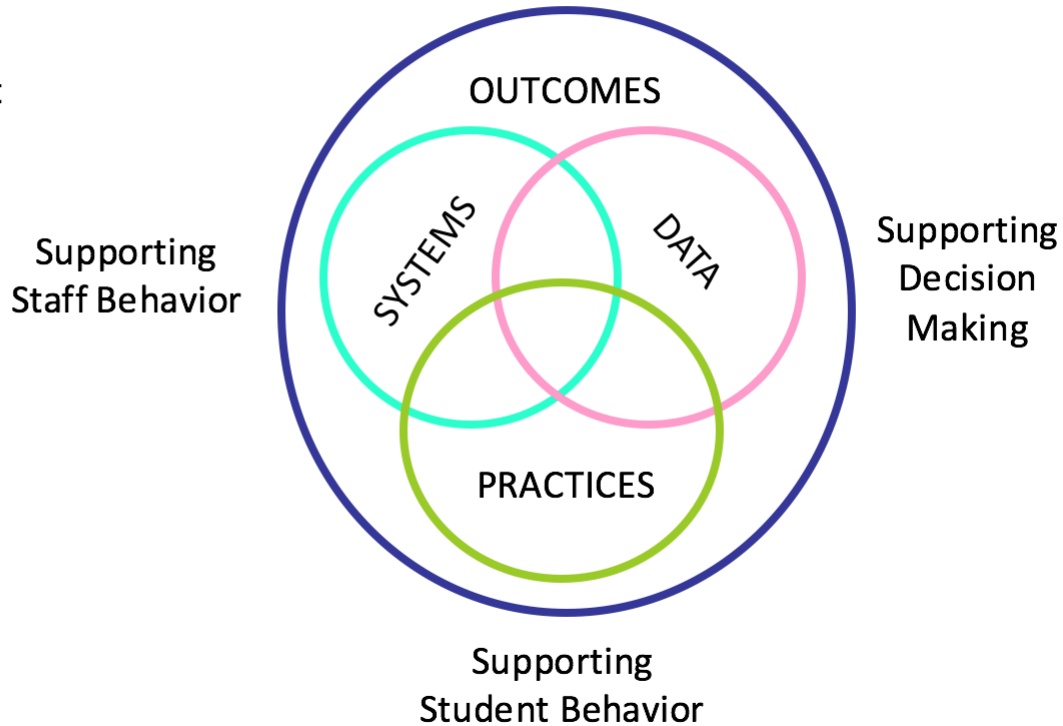 OUTCOMES
SYSTEMS
DATA
Supporting
Staff Behavior
Supporting
Decision
Making
PRACTICES
Supporting
Student Behavior